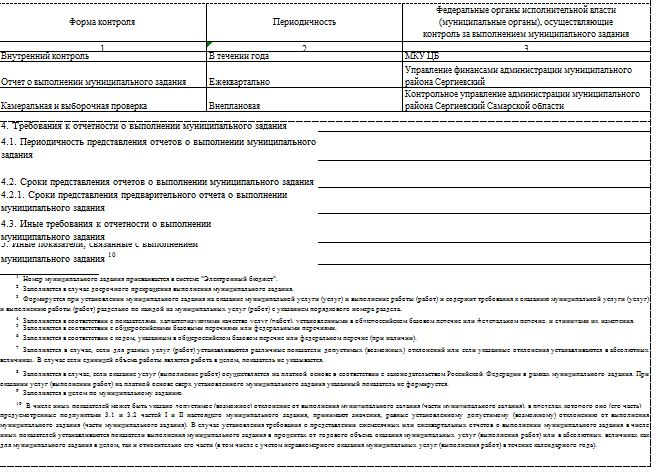 Форма контроля
Периодичность
Федеральные органы исполнительной власти
(муниципальные органы), осуществляющие
контроль за выполнением муниципального задания
1
2
3
Внутренний контроль
В течении года
МКУ ЦБ
Отчет о выполнении муниципального задания
Ежеквартально
Управление финансами администрации муниципального
района Сергиевский
Камеральная и выборочная проверка
Внеплановая
Контрольное управление администрации муниципального
района Сергиевский Самарской области
4. Требования к отчетности о выполнении муниципального задания
4.1. Периодичность представления отчетов о выполнении муниципального
задания
4.2. Сроки представления отчетов о выполнении муниципального задания
4.2.1. Сроки представления предварительного отчета о выполнении
муниципального задания
4.3. Иные требования к отчетности о выполнении
муниципального задания
5. Иные показатели, связанные с выполнением
муниципального задания 10
1 Номер муниципального задания присваивается в системе "Электронный бюджет".
2 Заполняется в случае досрочного прекращения выполнения муниципального задания.
3 Формируется при установлении муниципального задания на оказание муниципальной услуги (услуг) и выполнение работы (работ) и содержит требования к оказанию муниципальной услуги (услуг)
и выполнению работы (работ) раздельно по каждой из муниципальных услуг (работ) с указанием порядкового номера раздела.
4 Заполняется в соответствии с показателями, характеризующими качество услуг (работ), установленными в общероссийском базовом перечне или федеральном перечне, и единицами их измерения.
5 Заполняется в соответствии с общероссийскими базовыми перечнями или федеральными перечнями.
6 Заполняется в соответствии с кодом, указанным в общероссийском базовом перечне или федеральном перечне (при наличии).
7 Заполняется в случае, если для разных услуг (работ) устанавливаются различные показатели допустимых (возможных) отклонений или если указанные отклонения устанавливаются в абсолютных
величинах. В случае если единицей объема работы является работа в целом, показатель не указывается.
8 Заполняется в случае, если оказание услуг (выполнение работ) осуществляется на платной основе в соответствии с законодательством Российской Федерации в рамках муниципального задания. При
оказании услуг (выполнении работ) на платной основе сверх установленного муниципального задания указанный показатель не формируется.
9 Заполняется в целом по муниципальному заданию.
10 В числе иных показателей может быть указано допустимое (возможное) отклонение от выполнения муниципального задания (части муниципального задания), в пределах которого оно (его часть)
предусмотренные подпунктами 3.1 и 3.2 частей I и II настоящего муниципального задания, принимают значения, равные установленному допустимому (возможному) отклонению от выполнения
муниципального задания (части муниципального задания). В случае установления требования о представлении ежемесячных или ежеквартальных отчетов о выполнении муниципального задания в числе
иных показателей устанавливаются показатели выполнения муниципального задания в процентах от годового объема оказания муниципальных услуг (выполнения работ) или в абсолютных величинах как
для муниципального задания в целом, так и относительно его части (в том числе с учетом неравномерного оказания муниципальных услуг (выполнения работ) в течение календарного года).